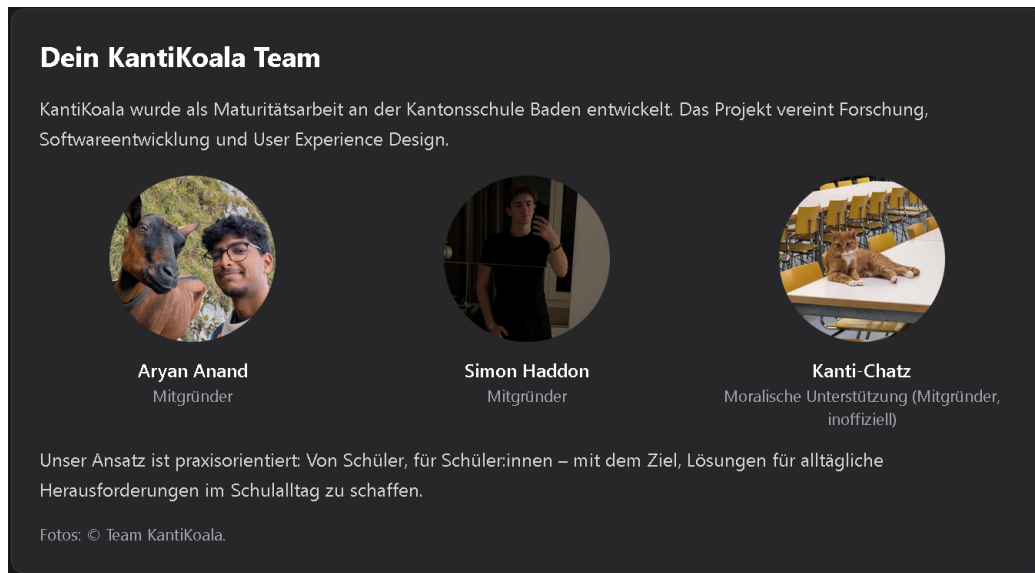 Dein KantiKoala Team
KantiKoala wurde als Maturitätsarbeit an der Kantonsschule Baden entwickelt. Das Projekt vereint Forschung,
Softwareentwicklung und User Experience Design.
Aryan Anand
Mitgründer
Simon Haddon
Mitgründer
Kanti-Chatz
Moralische Unterstützung (Mitgründer,
inoffiziell)
Unser Ansatz ist praxisorientiert: Von Schüler, für Schüler:innen – mit dem Ziel, Lösungen für alltägliche
Herausforderungen im Schulalltag zu schaffen.
Fotos: © Team KantiKoala.